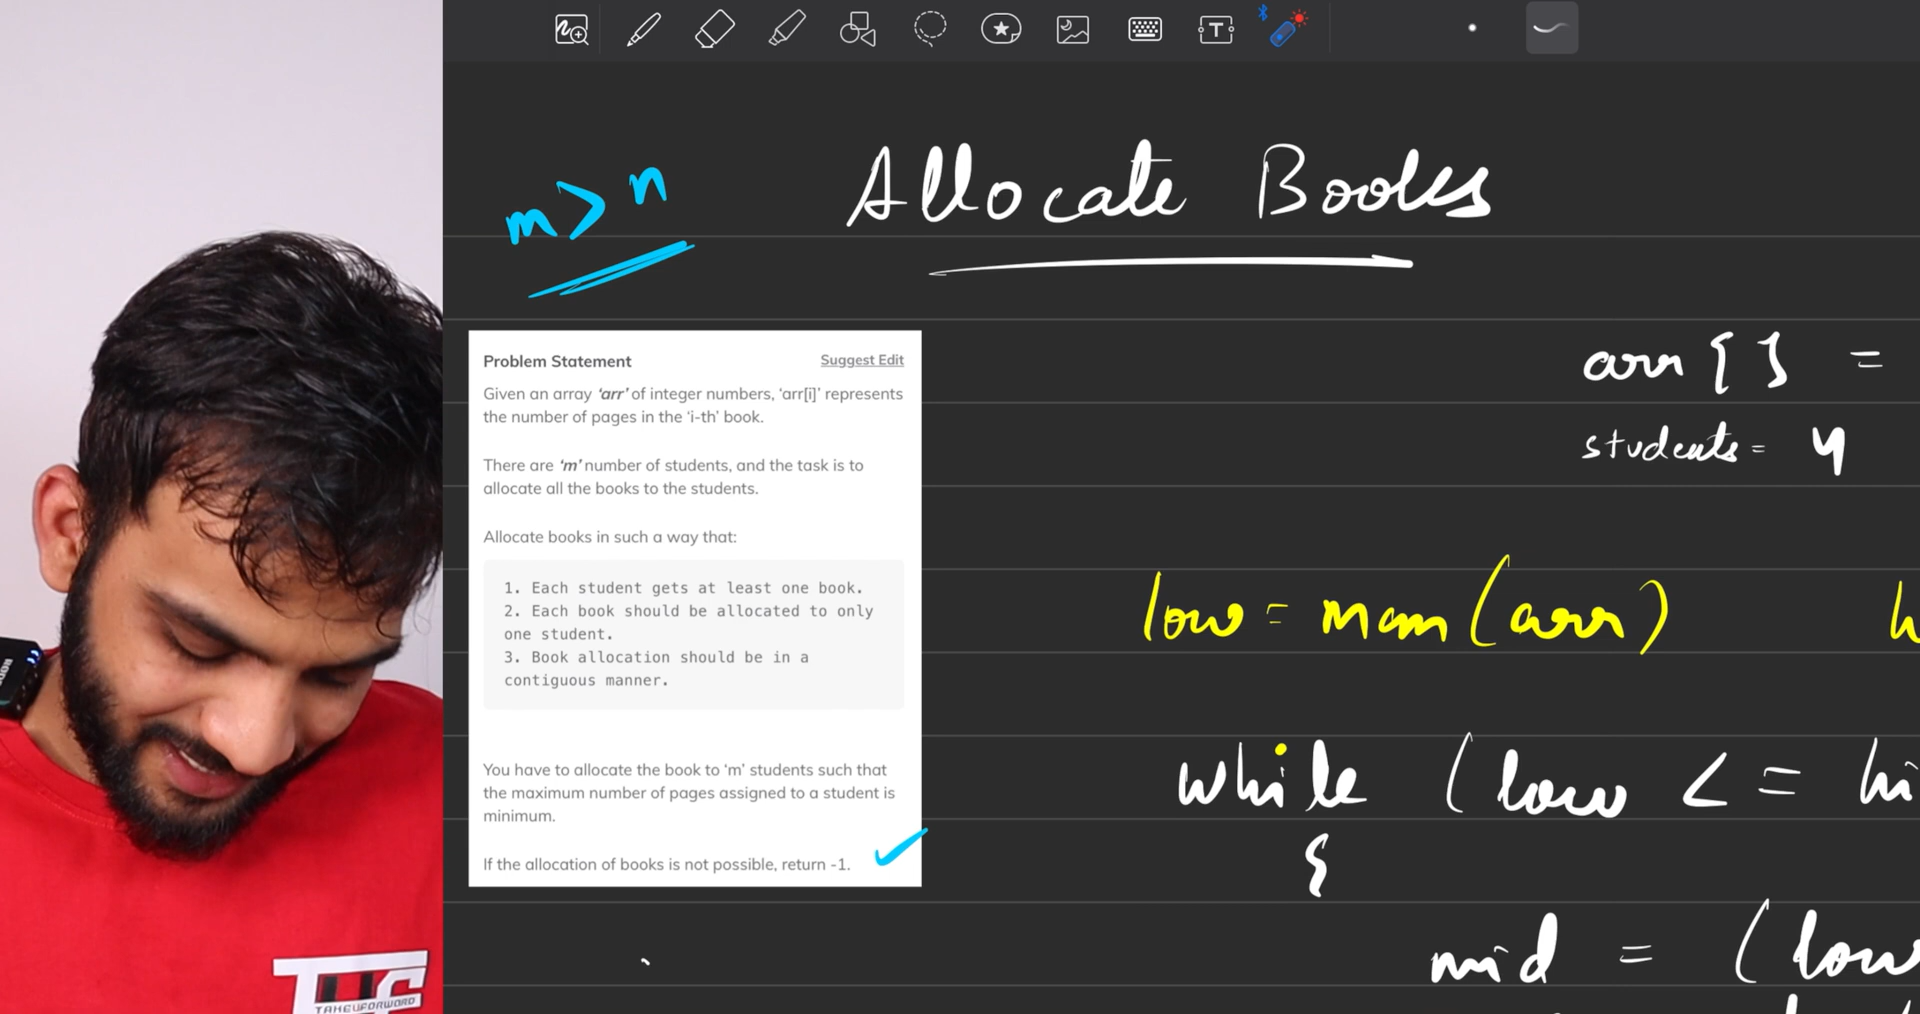 m > n
Allocate Books
Problem Statement
Suggest Edit
Given an array ‘arr’ of integer numbers, ‘arr[i]’ represents
the number of pages in the ‘i-th’ book.
There are ‘m’ number of students, and the task is to
allocate all the books to the students.
Allocate books in such a way that:
1. Each student gets at least one book.
2. Each book should be allocated to only
one student.
3. Book allocation should be in a
contiguous manner.
You have to allocate the book to ‘m’ students such that
the maximum number of pages assigned to a student is
minimum.
If the allocation of books is not possible, return -1.
arr [ ] =
students = 4
low = max (arr)
while (low <= hi
{
mid = (low
TUF
TAKEUFORWARD